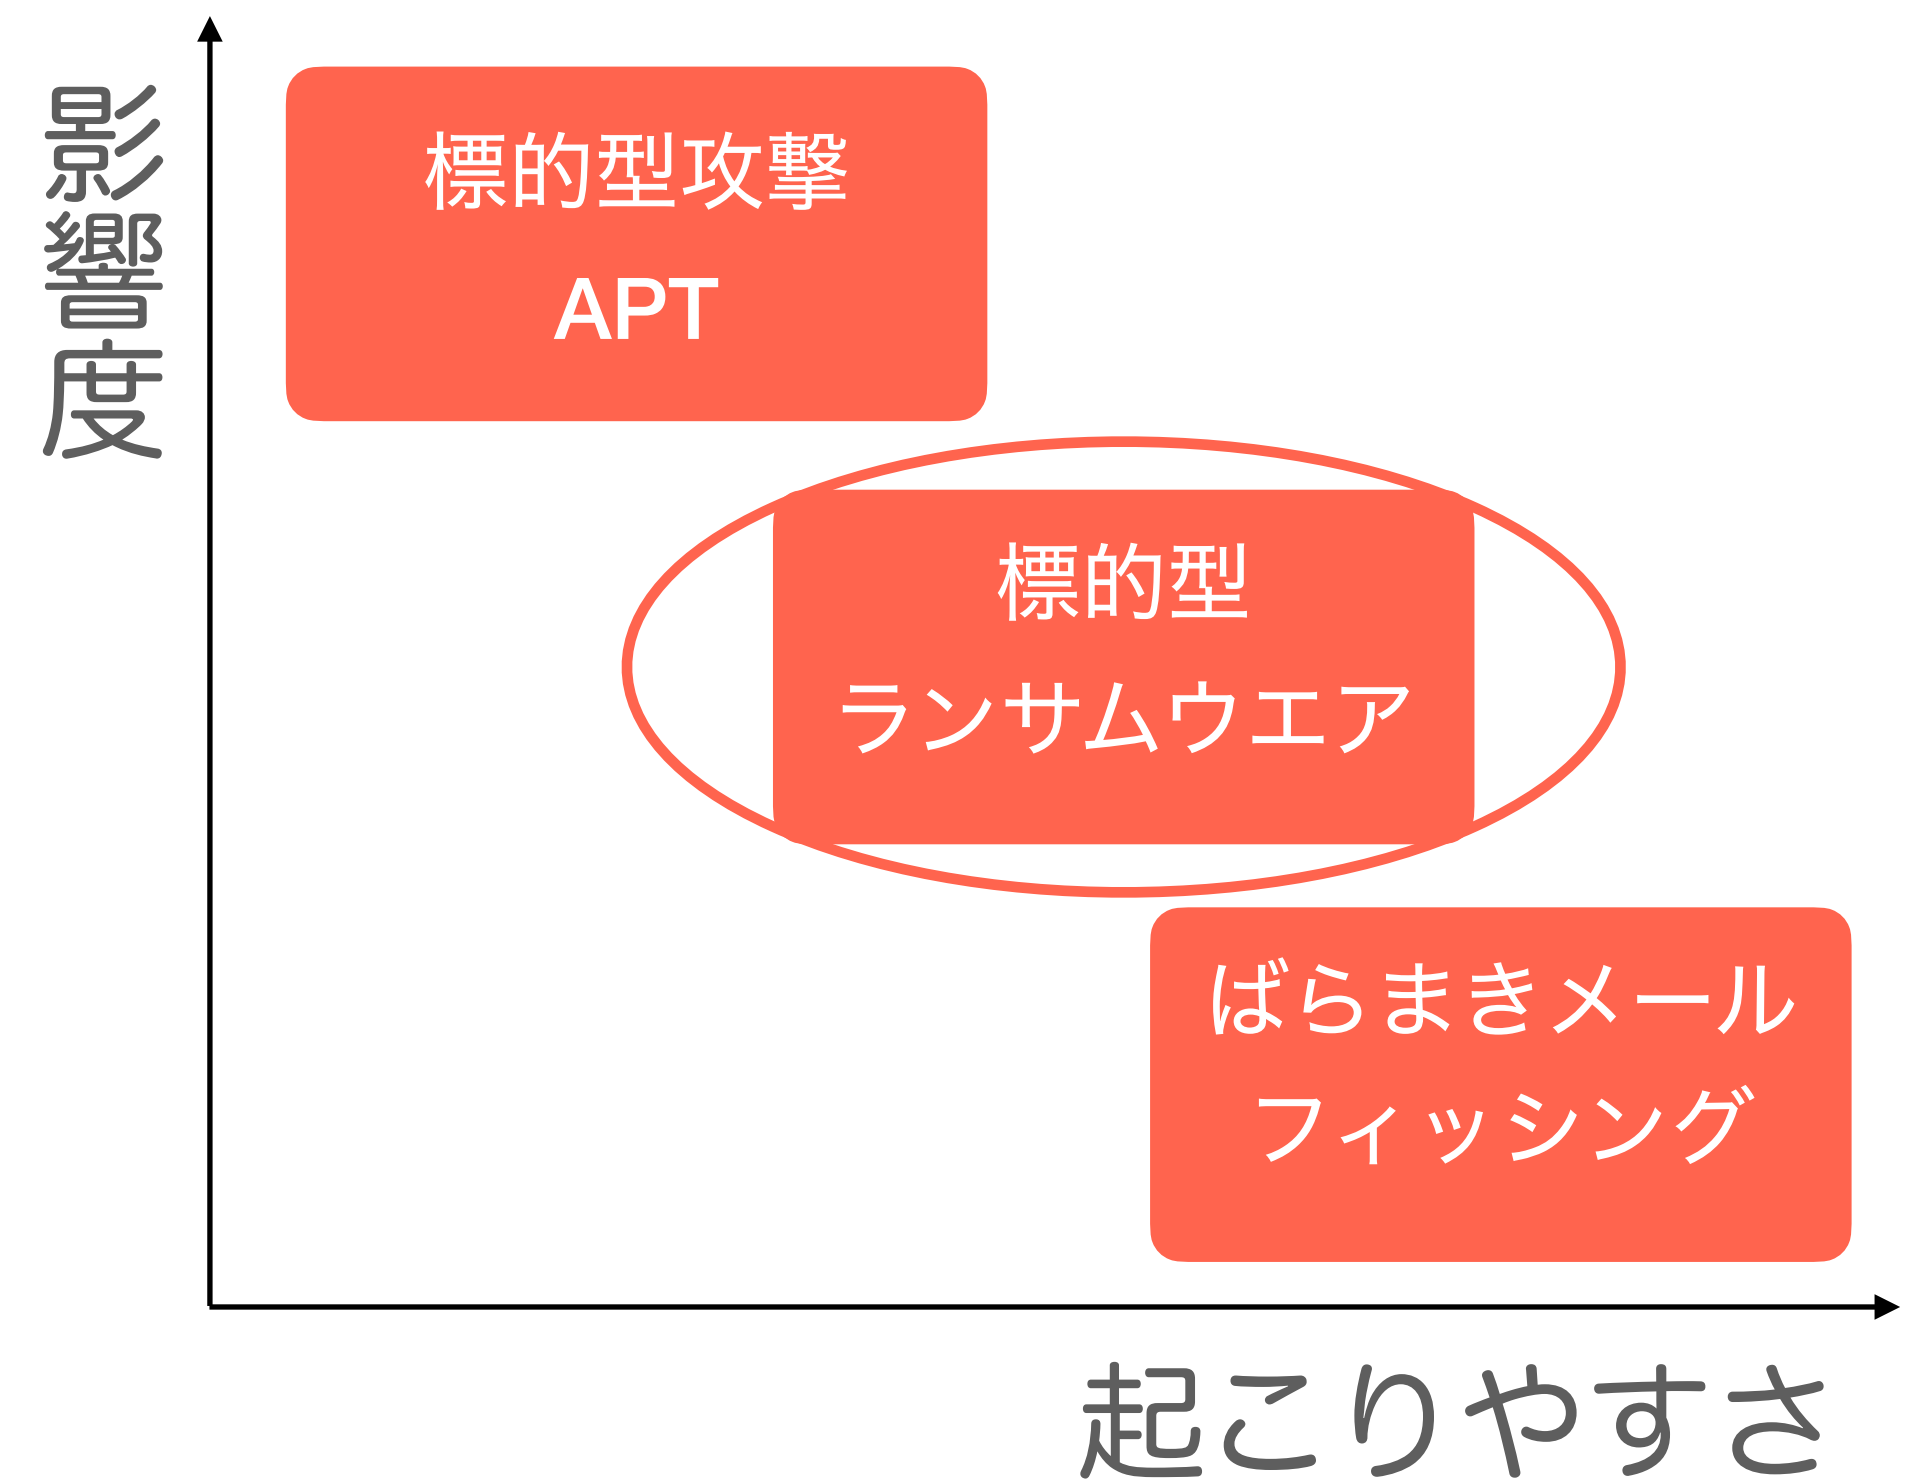 影響度
標的型攻撃
APT
標的型
ランサムウエア
ばらまきメール
フィッシング
起こりやすさ